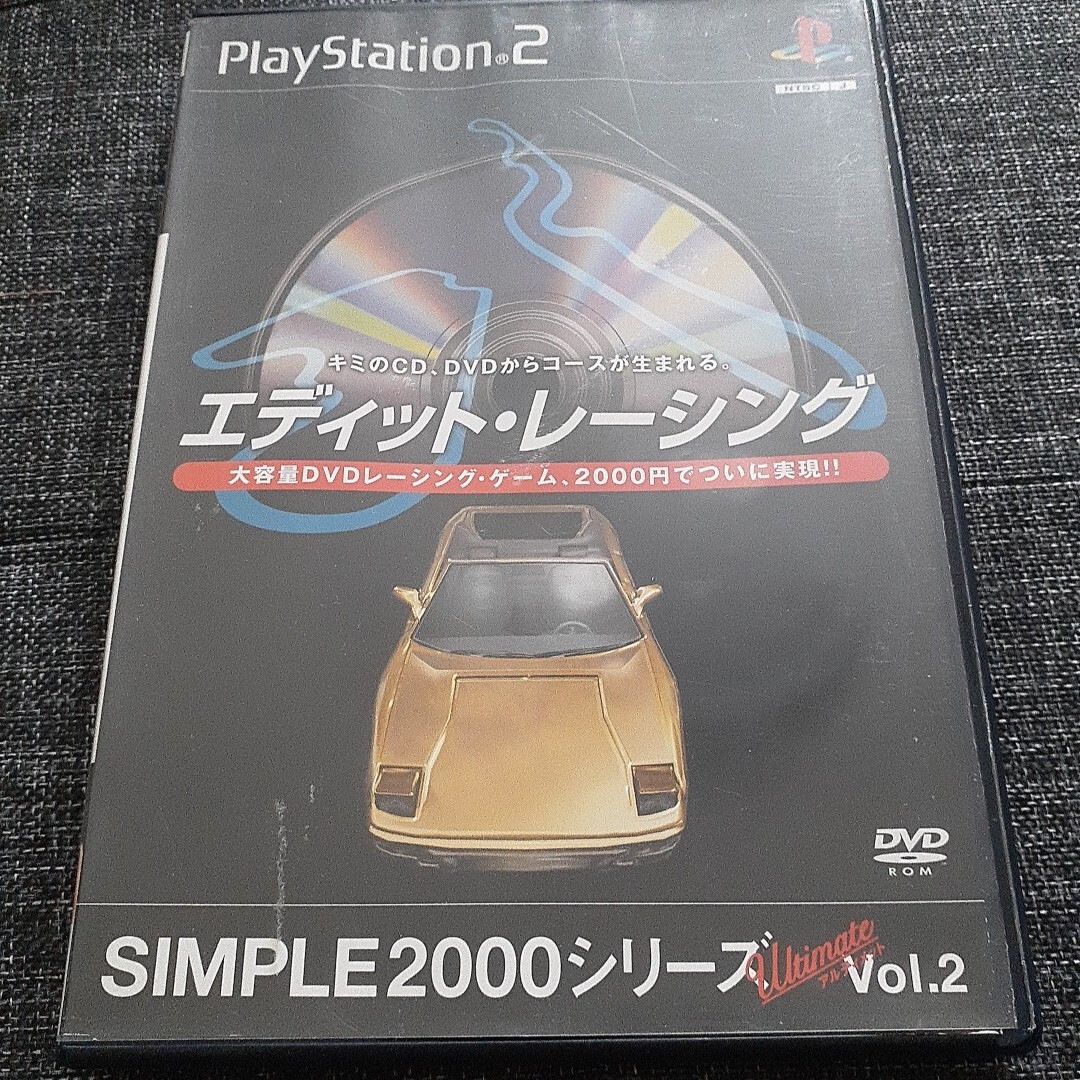 PlayStation®2
NTSC J
キミのCD、DVDからコースが生まれる。
エディット・レーシング
大容量DVDレーシング・ゲーム、2000円でついに実現!!
DVD
ROM
SIMPLE2000シリーズ Ultimate Vol.2
アルティメット